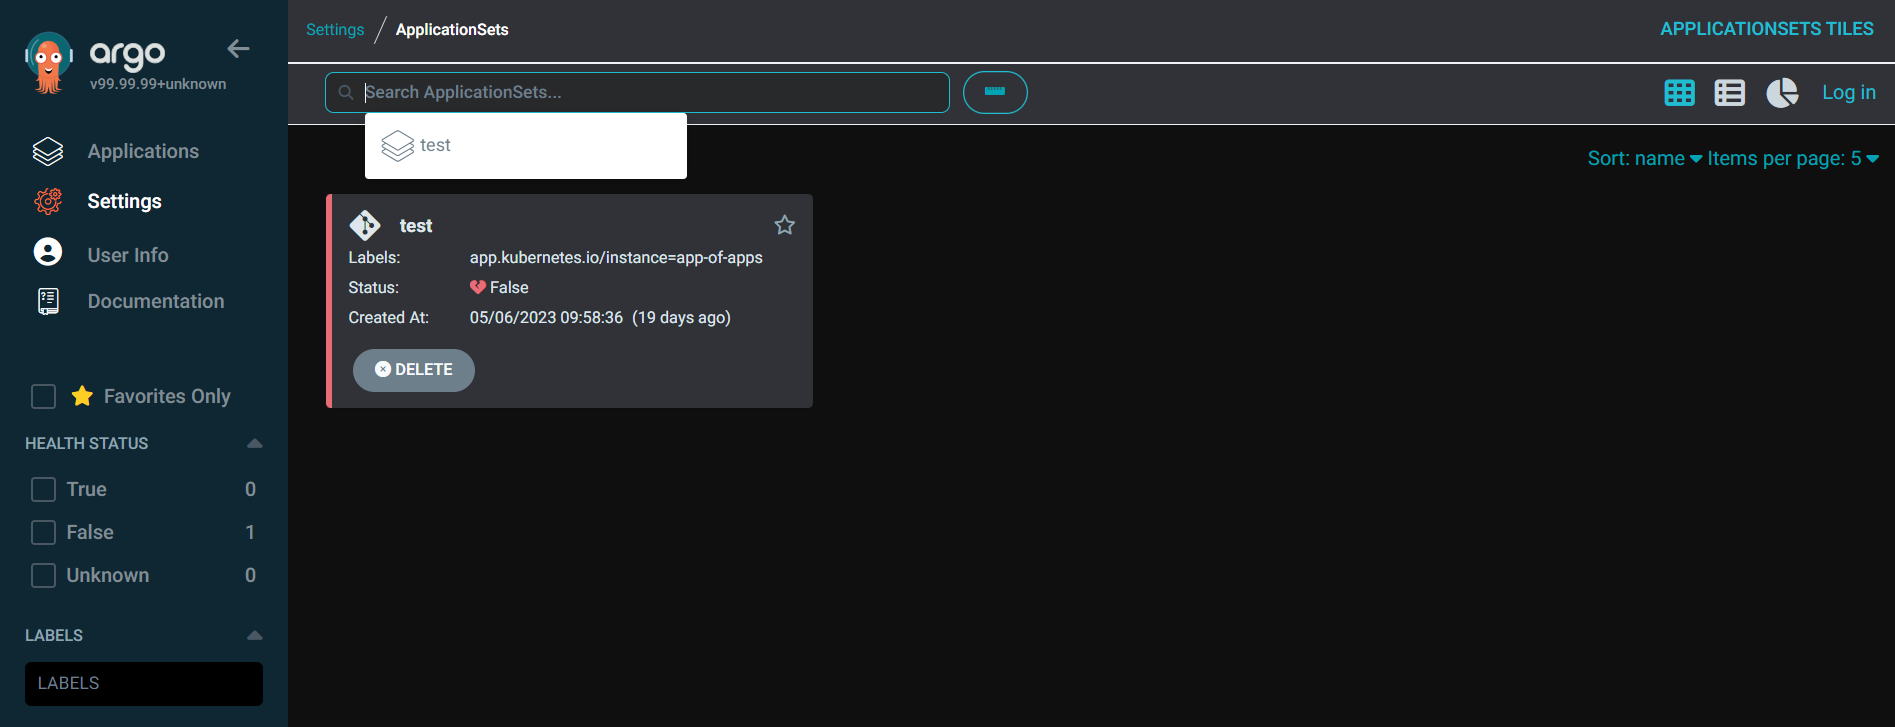 argo
v99.99.99+unknown
Applications
Settings
User Info
Documentation
Favorites Only
HEALTH STATUS
True 0
False 1
Unknown 0
LABELS
LABELS
Settings / ApplicationSets
APPLICATIONSETS TILES
Search ApplicationSets...
Log in
test
Sort: name Items per page: 5
test
Labels: app.kubernetes.io/instance=app-of-apps
Status: False
Created At: 05/06/2023 09:58:36 (19 days ago)
DELETE